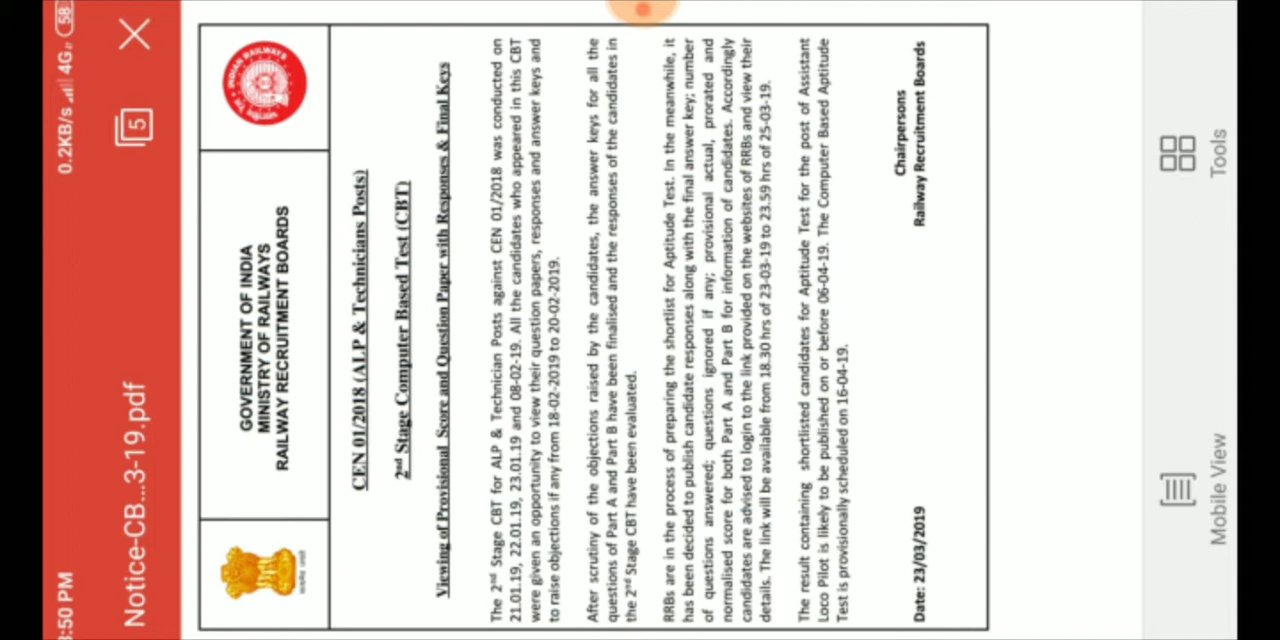 :50 PM
0.2KB/s
4G
58
Notice-CB...3-19.pdf
5
INDIAN RAILWAYS
GOVERNMENT OF INDIA
MINISTRY OF RAILWAYS
RAILWAY RECRUITMENT BOARDS
CEN 01/2018 (ALP & Technicians Posts)
2nd Stage Computer Based Test (CBT)
Viewing of Provisional Score and Question Paper with Responses & Final Keys
The 2nd Stage CBT for ALP & Technician Posts against CEN 01/2018 was conducted on
21.01.19, 22.01.19, 23.01.19 and 08-02-19. All the candidates who appeared in this CBT
were given an opportunity to view their question papers, responses and answer keys and
to raise objections if any from 18-02-2019 to 20-02-2019.
After scrutiny of the objections raised by the candidates, the answer keys for all the
questions of Part A and Part B have been finalised and the responses of the candidates in
the 2nd Stage CBT have been evaluated.
RRBs are in the process of preparing the shortlist for Aptitude Test. In the meanwhile, it
has been decided to publish candidate responses along with the final answer key; number
of questions answered; questions ignored if any; provisional actual, prorated and
normalised score for both Part A and Part B for information of candidates. Accordingly
candidates are advised to login to the link provided on the websites of RRBs and view their
details. The link will be available from 18.30 hrs of 23-03-19 to 23.59 hrs of 25-03-19.
The result containing shortlisted candidates for Aptitude Test for the post of Assistant
Loco Pilot is likely to be published on or before 06-04-19. The Computer Based Aptitude
Test is provisionally scheduled on 16-04-19.
Chairpersons
Date: 23/03/2019 Railway Recruitment Boards
Mobile View
Tools